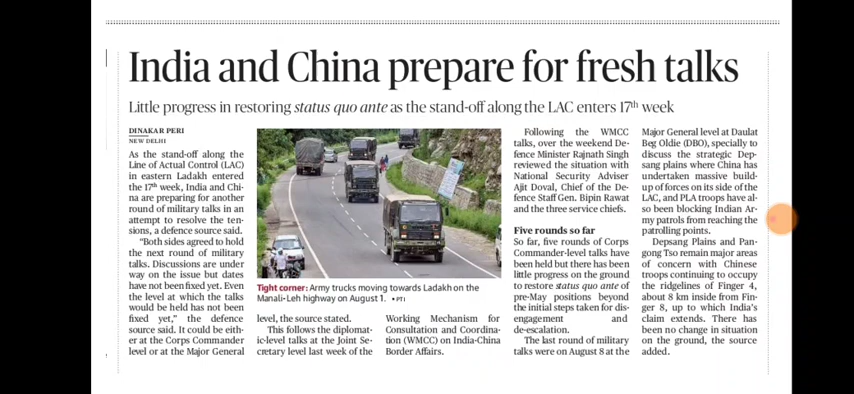 India and China prepare for fresh talks
Little progress in restoring status quo ante as the stand-off along the LAC enters 17th week
DINAKAR PERI
NEW DELHI
As the stand-off along the
Line of Actual Control (LAC)
in eastern Ladakh entered
the 17th week, India and Chi-
na are preparing for another
round of military talks in an
attempt to resolve the ten-
sions, a defence source said.
“Both sides agreed to hold
the next round of military
talks. Discussions are under
way on the issue but dates
have not been fixed yet. Even
the level at which the talks
would be held has not been
fixed yet,” the defence
source said. It could be eith-
er at the Corps Commander
level or at the Major General
Tight corner: Army trucks moving towards Ladakh on the
Manali-Leh highway on August 1. • PTI
level, the source stated.
This follows the diplomat-
ic-level talks at the Joint Se-
cretary level last week of the
Working Mechanism for
Consultation and Coordina-
tion (WMCC) on India-China
Border Affairs.
Following the WMCC
talks, over the weekend De-
fence Minister Rajnath Singh
reviewed the situation with
National Security Adviser
Ajit Doval, Chief of the De-
fence Staff Gen. Bipin Rawat
and the three service chiefs.
Five rounds so far
So far, five rounds of Corps
Commander-level talks have
been held but there has been
little progress on the ground
to restore status quo ante of
pre-May positions beyond
the initial steps taken for dis-
engagement and
de-escalation.
The last round of military
talks were on August 8 at the
Major General level at Daulat
Beg Oldie (DBO), specially to
discuss the strategic Dep-
sang plains where China has
undertaken massive build-
up of forces on its side of the
LAC, and PLA troops have al-
so been blocking Indian Ar-
my patrols from reaching the
patrolling points.
Depsang Plains and Pan-
gong Tso remain major areas
of concern with Chinese
troops continuing to occupy
the ridgelines of Finger 4,
about 8 km inside from Fin-
ger 8, up to which India’s
claim extends. There has
been no change in situation
on the ground, the source
added.